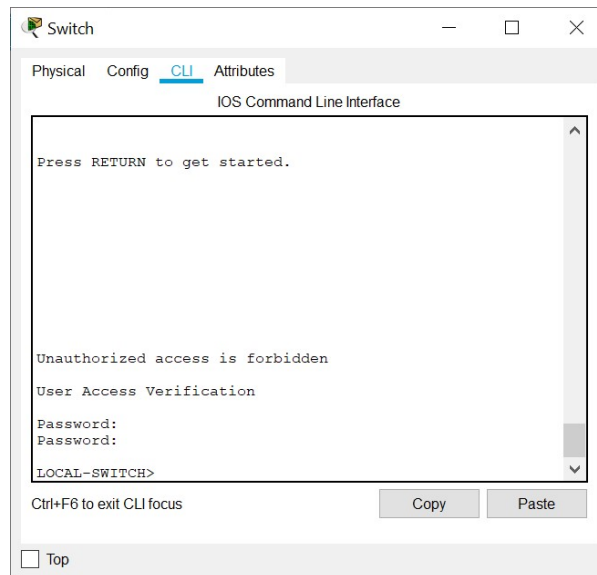 Switch
Physical Config CLI Attributes
IOS Command Line Interface
Press RETURN to get started.
Unauthorized access is forbidden
User Access Verification
Password:
Password:
LOCAL-SWITCH>
Ctrl+F6 to exit CLI focus
Copy Paste
Top